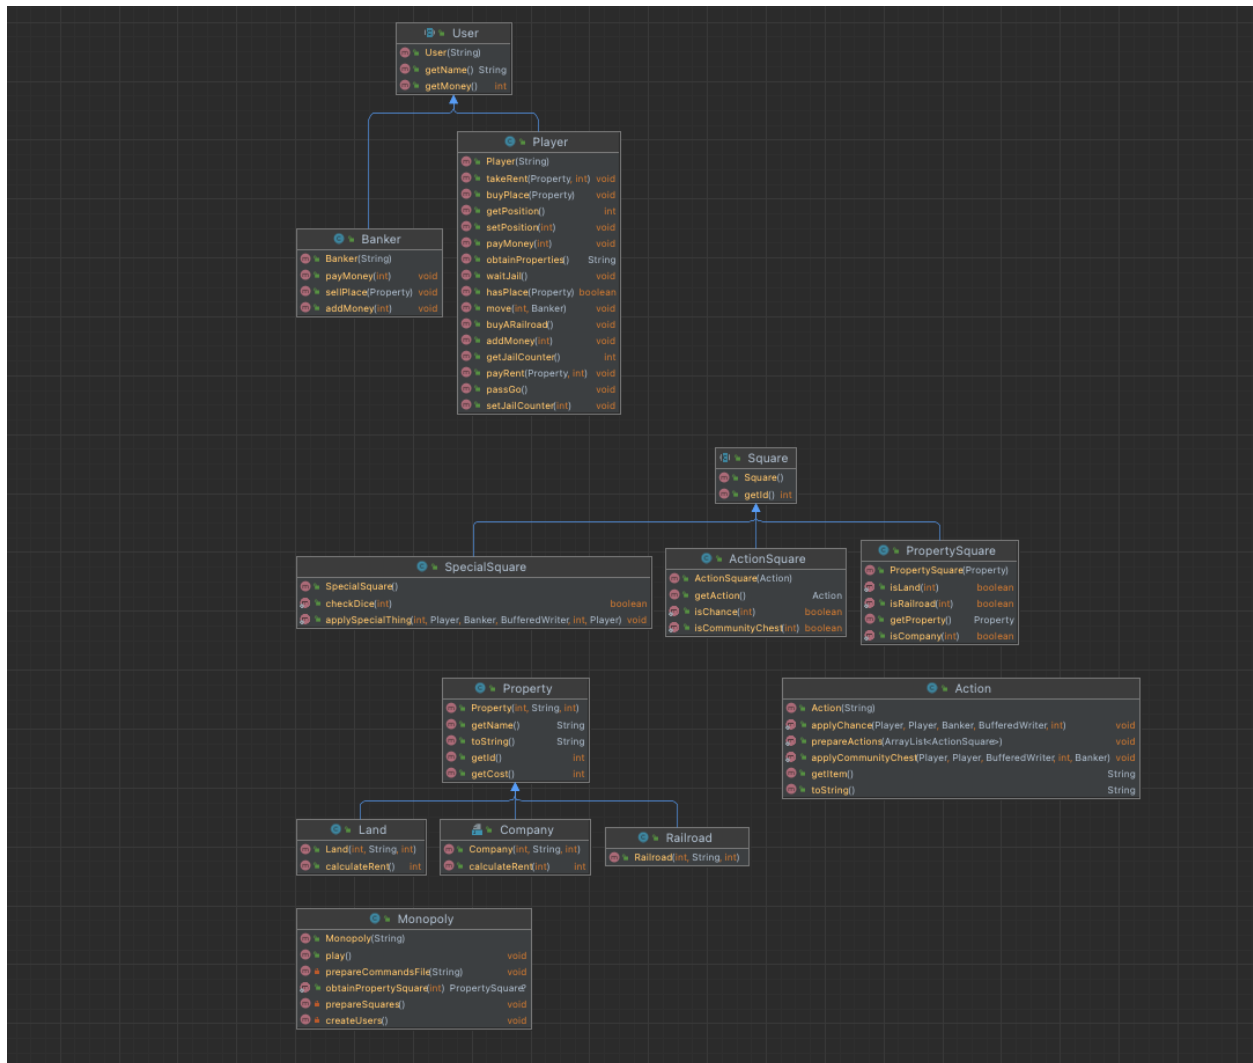 User
User(String)
getName() String
getMoney() int
Player
Player(String)
takeRent(Property, int) void
buyPlace(Property) void
getPosition() int
setPosition(int) void
payMoney(int) void
obtainProperties() String
waitJail() void
hasPlace(Property) boolean
move(int, Banker) void
buyARailroad() void
addMoney(int) void
getJailCounter() int
payRent(Property, int) void
passGo() void
setJailCounter(int) void
Banker
Banker(String)
payMoney(int) void
sellPlace(Property) void
addMoney(int) void
Square
Square()
getId() int
SpecialSquare
SpecialSquare()
checkDice(int) boolean
applySpecialThing(int, Player, Banker, BufferedWriter, int, Player) void
ActionSquare
ActionSquare(Action)
getAction() Action
isChance(int) boolean
isCommunityChest(int) boolean
PropertySquare
PropertySquare(Property)
isLand(int) boolean
isRailroad(int) boolean
getProperty() Property
isCompany(int) boolean
Property
Property(int, String, int)
getName() String
toString() String
getId() int
getCost() int
Action
Action(String)
applyChance(Player, Player, Banker, BufferedWriter, int) void
prepareActions(ArrayList<ActionSquare>) void
applyCommunityChest(Player, Player, BufferedWriter, int, Banker) void
getItem() String
toString() String
Land
Land(int, String, int)
calculateRent() int
Company
Company(int, String, int)
calculateRent(int) int
Railroad
Railroad(int, String, int)
Monopoly
Monopoly(String)
play() void
prepareCommandsFile(String) void
obtainPropertySquare(int) PropertySquare?
prepareSquares() void
createUsers() void